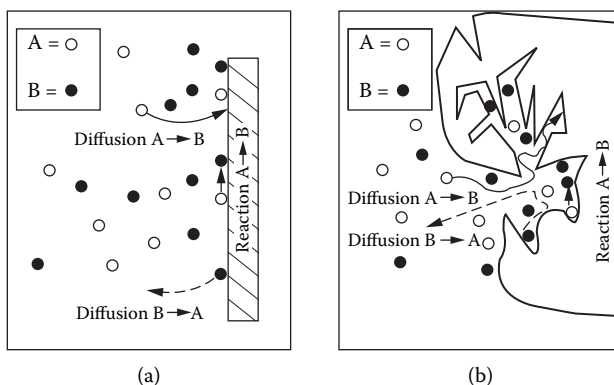 A =
B =
Diffusion A → B
Reaction A → B
Diffusion B → A
(a)
A =
B =
Diffusion A → B
Diffusion B → A
Reaction A → B
(b)